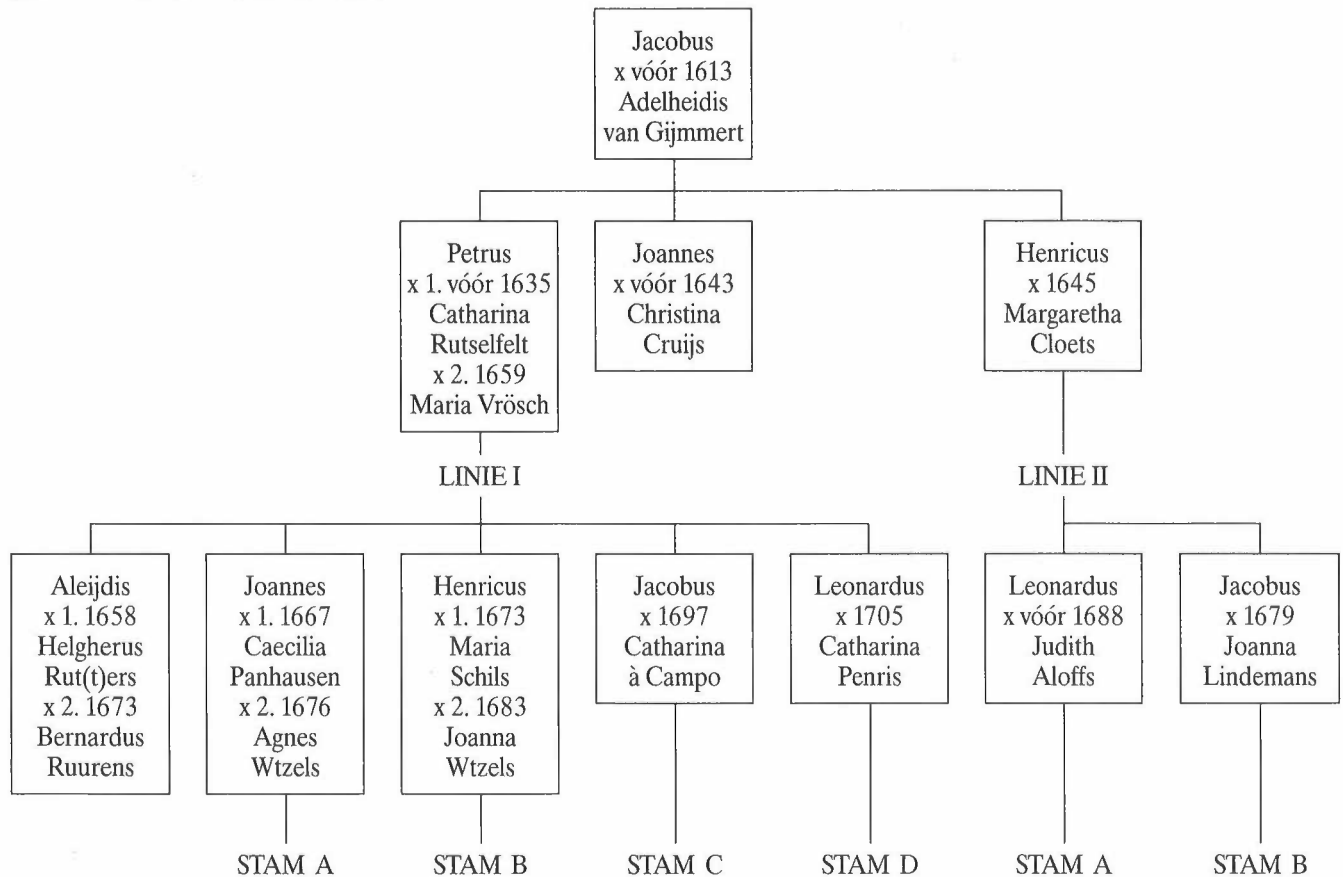 Jacobus
x vóór 1613
Adelheidis
van Gijmmert
Petrus
x 1. vóór 1635
Catharina
Rutselfelt
x 2. 1659
Maria Vrösch
Joannes
x vóór 1643
Christina
Cruijs
Henricus
x 1645
Margaretha
Cloets
LINIE I
LINIE II
Aleijdis
x 1. 1658
Helgherus
Rut(t)ers
x 2. 1673
Bernardus
Ruurens
Joannes
x 1. 1667
Caecilia
Panhausen
x 2. 1676
Agnes
Wtzels
Henricus
x 1. 1673
Maria
Schils
x 2. 1683
Joanna
Wtzels
Jacobus
x 1697
Catharina
à Campo
Leonardus
x 1705
Catharina
Penris
Leonardus
x vóór 1688
Judith
Aloffs
Jacobus
x 1679
Joanna
Lindemans
STAM A
STAM B
STAM C
STAM D
STAM A
STAM B